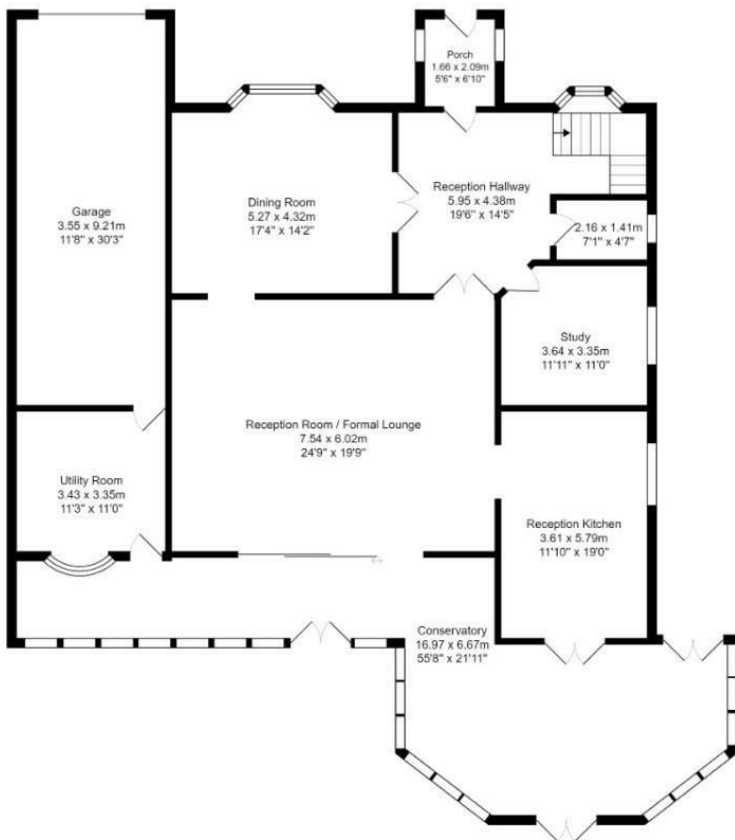 Porch
1.66 x 2.09m
5'6" x 6'10"
Garage
3.55 x 9.21m
11'8" x 30'3"
Dining Room
5.27 x 4.32m
17'4" x 14'2"
Reception Hallway
5.95 x 4.38m
19'6" x 14'5"
2.16 x 1.41m
7'1" x 4'7"
Study
3.64 x 3.35m
11'11" x 11'0"
Reception Room / Formal Lounge
7.54 x 6.02m
24'9" x 19'9"
Utility Room
3.43 x 3.35m
11'3" x 11'0"
Reception Kitchen
3.61 x 5.79m
11'10" x 19'0"
Conservatory
16.97 x 6.67m
55'8" x 21'11"